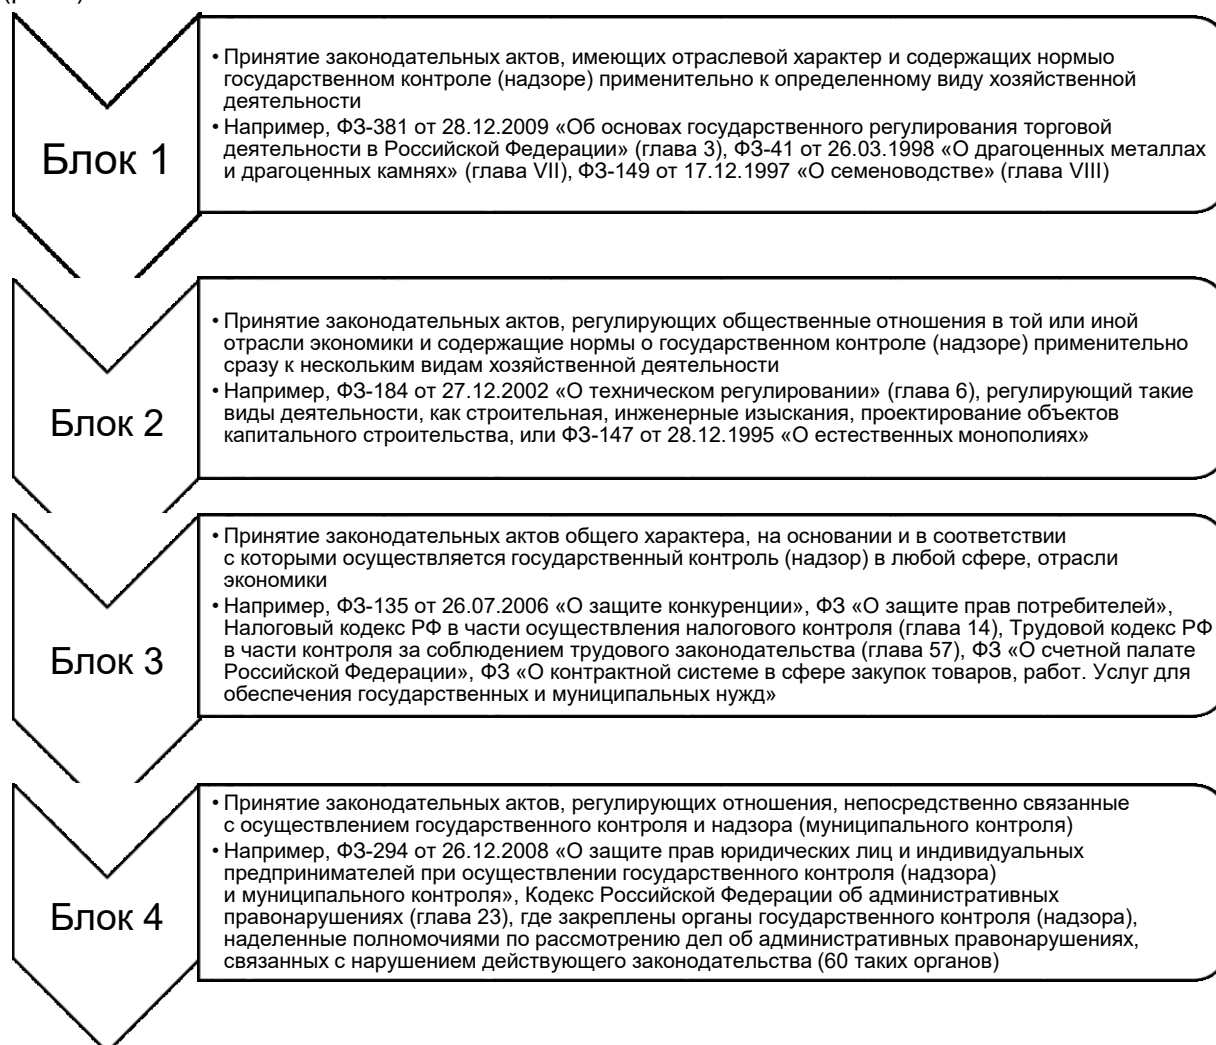 Блок 1
• Принятие законодательных актов, имеющих отраслевой характер и содержащих нормыо
государственном контроле (надзоре) применительно к определенному виду хозяйственной
деятельности
• Например, ФЗ-381 от 28.12.2009 «Об основах государственного регулирования торговой
деятельности в Российской Федерации» (глава 3), ФЗ-41 от 26.03.1998 «О драгоценных металлах
и драгоценных камнях» (глава VII), ФЗ-149 от 17.12.1997 «О семеноводстве» (глава VIII)
Блок 2
• Принятие законодательных актов, регулирующих общественные отношения в той или иной
отрасли экономики и содержащие нормы о государственном контроле (надзоре) применительно
сразу к нескольким видам хозяйственной деятельности
• Например, ФЗ-184 от 27.12.2002 «О техническом регулировании» (глава 6), регулирующий такие
виды деятельности, как строительная, инженерные изыскания, проектирование объектов
капитального строительства, или ФЗ-147 от 28.12.1995 «О естественных монополиях»
Блок 3
• Принятие законодательных актов общего характера, на основании и в соответствии
с которыми осуществляется государственный контроль (надзор) в любой сфере, отрасли
экономики
• Например, ФЗ-135 от 26.07.2006 «О защите конкуренции», ФЗ «О защите прав потребителей»,
Налоговый кодекс РФ в части осуществления налогового контроля (глава 14), Трудовой кодекс РФ
в части контроля за соблюдением трудового законодательства (глава 57), ФЗ «О счетной палате
Российской Федерации», ФЗ «О контрактной системе в сфере закупок товаров, работ. Услуг для
обеспечения государственных и муниципальных нужд»
Блок 4
• Принятие законодательных актов, регулирующих отношения, непосредственно связанные
с осуществлением государственного контроля и надзора (муниципального контроля)
• Например, ФЗ-294 от 26.12.2008 «О защите прав юридических лиц и индивидуальных
предпринимателей при осуществлении государственного контроля (надзора)
и муниципального контроля», Кодекс Российской Федерации об административных
правонарушениях (глава 23), где закреплены органы государственного контроля (надзора),
наделенные полномочиями по рассмотрению дел об административных правонарушениях,
связанных с нарушением действующего законодательства (60 таких органов)